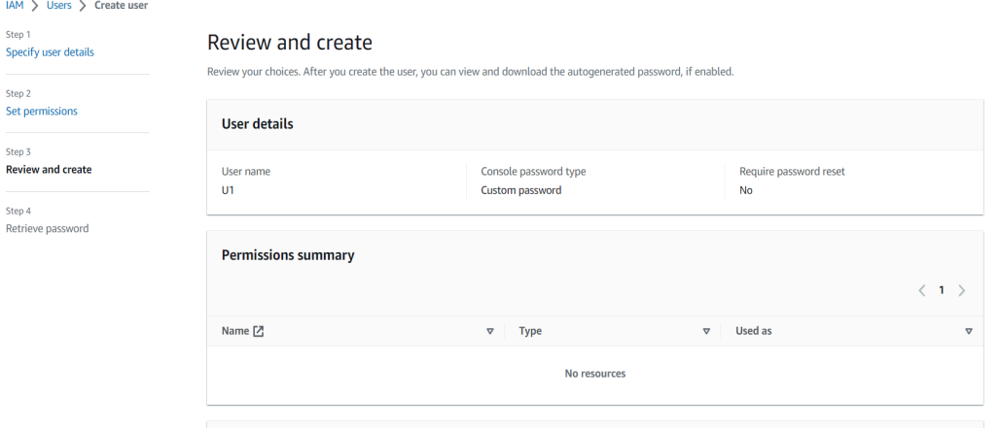 IAM > Users > Create user
Step 1
Specify user details
Step 2
Set permissions
Step 3
Review and create
Step 4
Retrieve password
Review and create
Review your choices. After you create the user, you can view and download the autogenerated password, if enabled.
User details
User name Console password type Require password reset
U1 Custom password No
Permissions summary
< 1 >
Name Type Used as
No resources